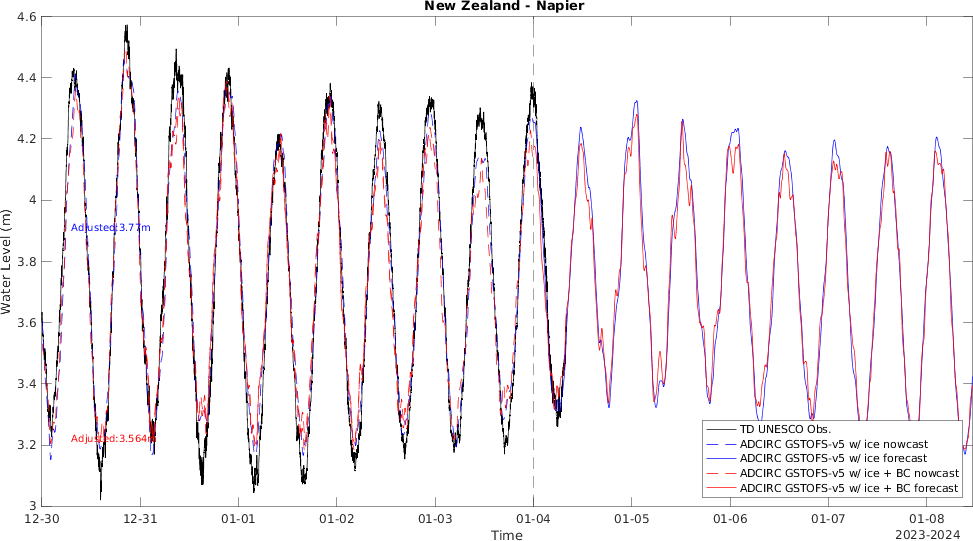 New Zealand - Napier
4.6
4.4
4.2
4
3.8
3.6
3.4
3.2
3
Water Level (m)
Adjusted:3.77m
Adjusted:3.564m
TD UNESCO Obs.
ADCIRC GSTOFS-v5 w/ ice nowcast
ADCIRC GSTOFS-v5 w/ ice forecast
ADCIRC GSTOFS-v5 w/ ice + BC nowcast
ADCIRC GSTOFS-v5 w/ ice + BC forecast
12-30 12-31 01-01 01-02 01-03 01-04 01-05 01-06 01-07 01-08
Time
2023-2024